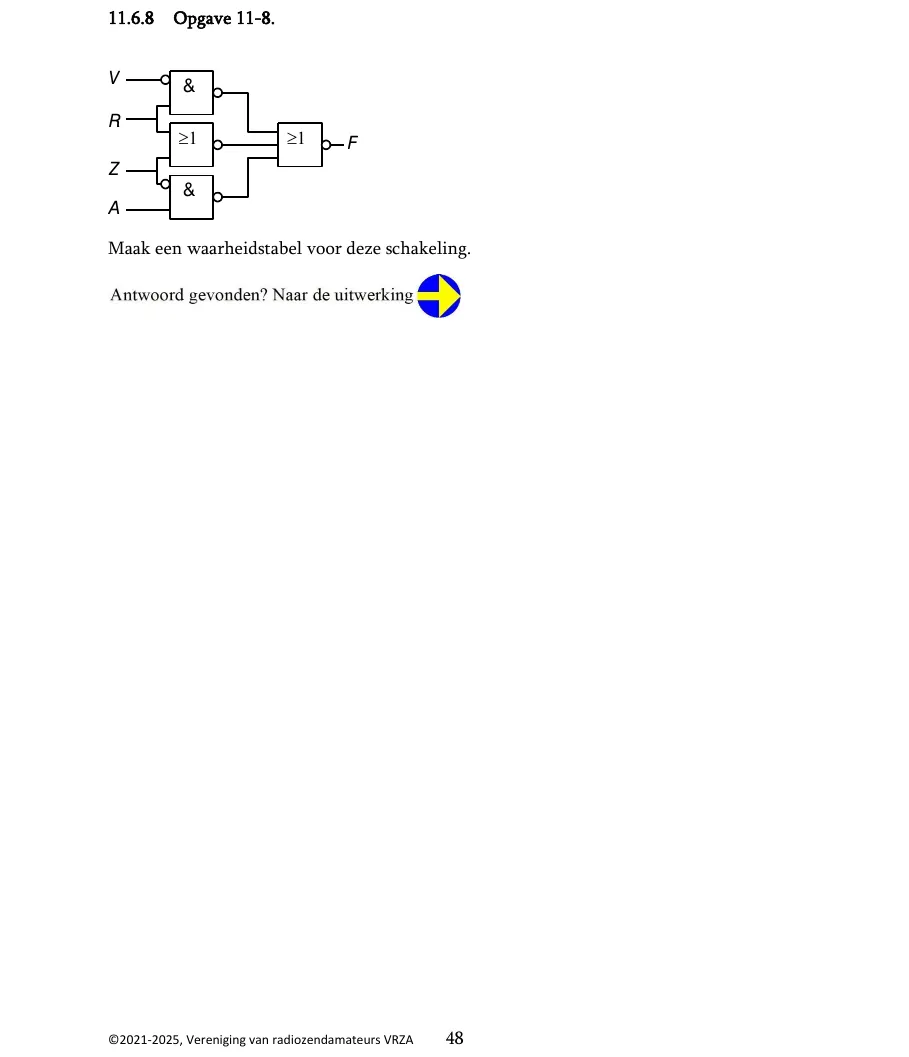 11.6.8 Opgave 11-8.
V
&
R
≥1
≥1
F
Z
&
A
Maak een waarheidstabel voor deze schakeling.
Antwoord gevonden? Naar de uitwerking
©2021-2025, Vereniging van radiozendamateurs VRZA 48